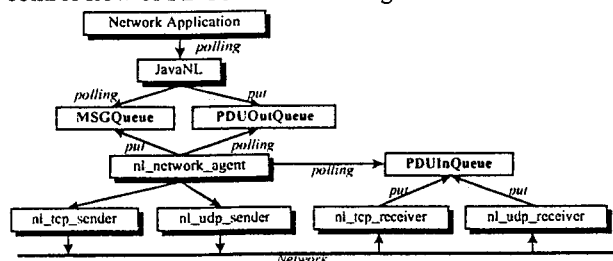 Network Application
polling
JavaNL
polling
put
MSGQueue
PDUOutQueue
put
polling
nl_network_agent
polling
PDUInQueue
put
put
nl_tcp_sender
nl_udp_sender
nl_tcp_receiver
nl_udp_receiver
Network